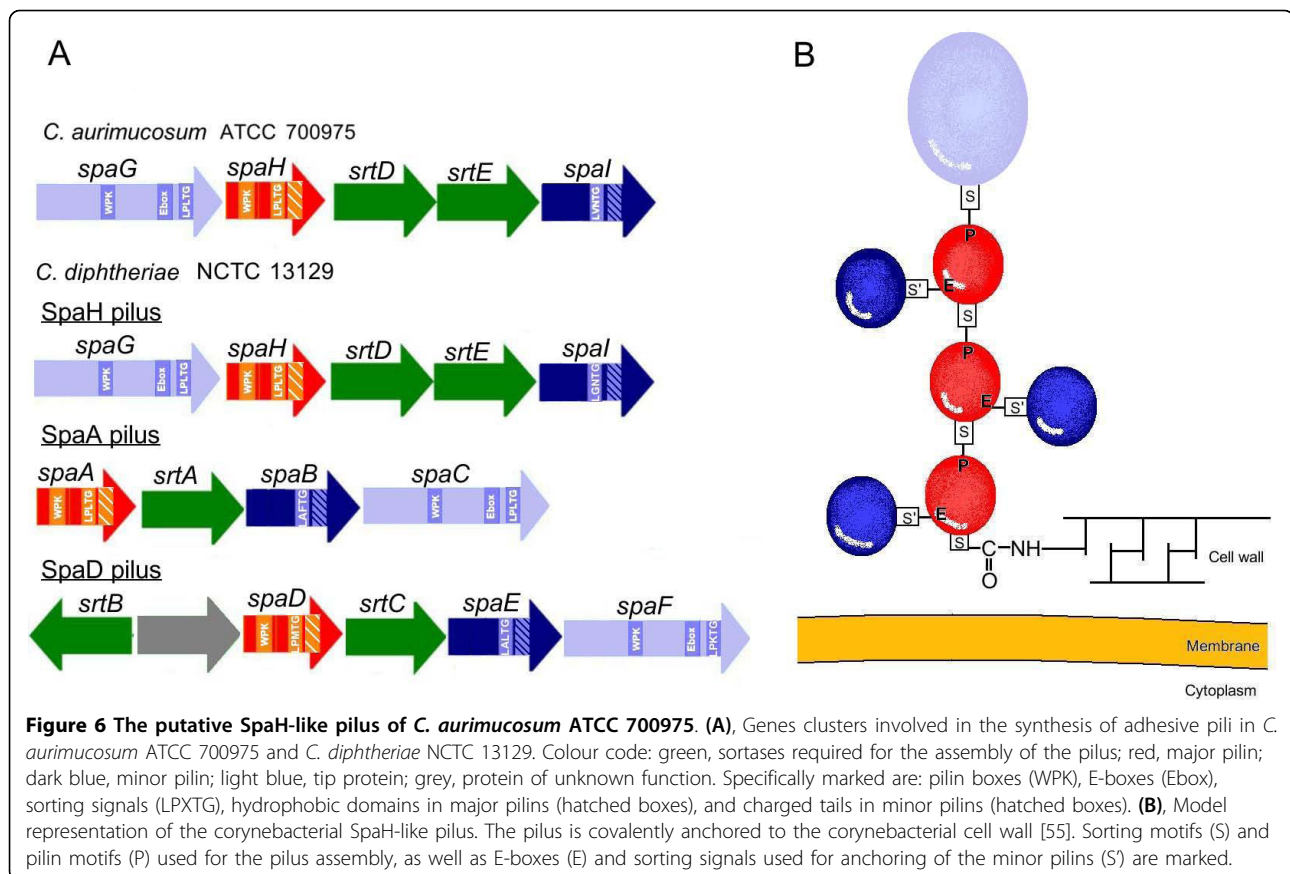 A
B
C. aurimucosum ATCC 700975
spaG spaH srtD srtE spaI
WPK Ebox LPLTG WPK LPLTG LVNTG
C. diphtheriae NCTC 13129
SpaH pilus
spaG spaH srtD srtE spaI
WPK Ebox LPLTG WPK LPLTG LGNTG
SpaA pilus
spaA srtA spaB spaC
WPK LPLTG LAFTG WPK Ebox LPLTG
SpaD pilus
srtB spaD srtC spaE spaF
WPK LPMTG LALTG WPK Ebox LPKTG
S
P
S' E
S
P
E S'
S
P
S' E
S C NH
O
Cell wall
Membrane
Cytoplasm
Figure 6 The putative SpaH-like pilus of C. aurimucosum ATCC 700975. (A), Genes clusters involved in the synthesis of adhesive pili in C.
aurimucosum ATCC 700975 and C. diphtheriae NCTC 13129. Colour code: green, sortases required for the assembly of the pilus; red, major pilin;
dark blue, minor pilin; light blue, tip protein; grey, protein of unknown function. Specifically marked are: pilin boxes (WPK), E-boxes (Ebox),
sorting signals (LPXTG), hydrophobic domains in major pilins (hatched boxes), and charged tails in minor pilins (hatched boxes). (B), Model
representation of the corynebacterial SpaH-like pilus. The pilus is covalently anchored to the corynebacterial cell wall [55]. Sorting motifs (S) and
pilin motifs (P) used for the pilus assembly, as well as E-boxes (E) and sorting signals used for anchoring of the minor pilins (S') are marked.